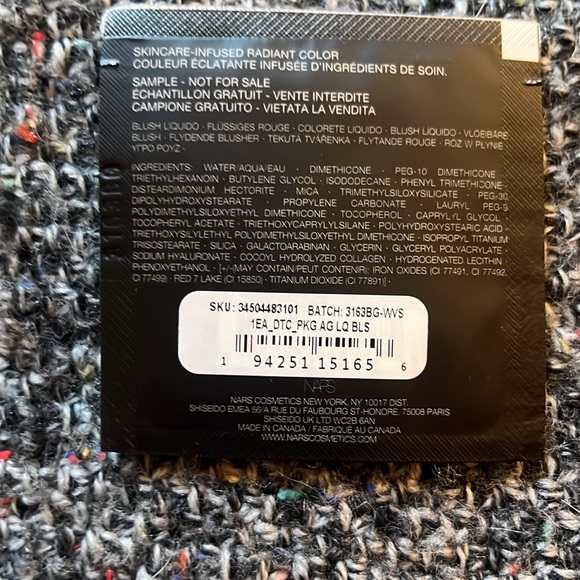 SKINCARE-INFUSED RADIANT COLOR
COULEUR ÉCLATANTE INFUSÉE D'INGRÉDIENTS DE SOIN.
SAMPLE - NOT FOR SALE
ÉCHANTILLON GRATUIT - VENTE INTERDITE
CAMPIONE GRATUITO - VIETATA LA VENDITA
BLUSH LIQUIDO · FLÜSSIGES ROUGE · COLORETE LÍQUIDO · BLUSH LÍQUIDO · VLOEIBARE
BLUSH · FLYDENDE BLUSHER · TEKUTÁ TVÁŘENKA · FLYTANDE ROUGE · RÓŻ W PŁYNIE ·
ΥΓΡΟ ΡΟΥΖ ·
INGREDIENTS: WATER/AQUA/EAU · DIMETHICONE · PEG-10 DIMETHICONE ·
TRIETHYLHEXANOIN · BUTYLENE GLYCOL · ISODODECANE · PHENYL TRIMETHICONE ·
DISTEARDIMONIUM HECTORITE · MICA · TRIMETHYLSILOXYSILICATE · PEG-30
DIPOLYHYDROXYSTEARATE · PROPYLENE CARBONATE · LAURYL PEG-9
POLYDIMETHYLSILOXYETHYL DIMETHICONE · TOCOPHEROL · CAPRYLYL GLYCOL ·
TOCOPHERYL ACETATE · TRIETHOXYCAPRYLYLSILANE · POLYHYDROXYSTEARIC ACID ·
TRIETHOXYSILYLETHYL POLYDIMETHYLSILOXYETHYL DIMETHICONE · ISOPROPYL TITANIUM
TRIISOSTEARATE · SILICA · GALACTOARABINAN · GLYCERIN · GLYCERYL POLYACRYLATE ·
SODIUM HYALURONATE · COCOYL HYDROLYZED COLLAGEN · HYDROGENATED LECITHIN ·
PHENOXYETHANOL · [+/-(MAY CONTAIN/PEUT CONTENIR): IRON OXIDES (CI 77491, CI 77492,
CI 77499) · RED 7 LAKE (CI 15850) · TITANIUM DIOXIDE (CI 77891)] ·
SKU: 34504483101 BATCH: 3163BG-WVS
1EA_DTC_PKG AG LQ BLS
1 94251 15165 6
NARS
NARS COSMETICS NEW YORK, NY 10017 DIST.
SHISEIDO EMEA 56/A RUE DU FAUBOURG ST-HONORE, 75008 PARIS
SHISEIDO UK LTD WC2B 6AN
MADE IN CANADA / FABRIQUÉ AU CANADA
WWW.NARSCOSMETICS.COM